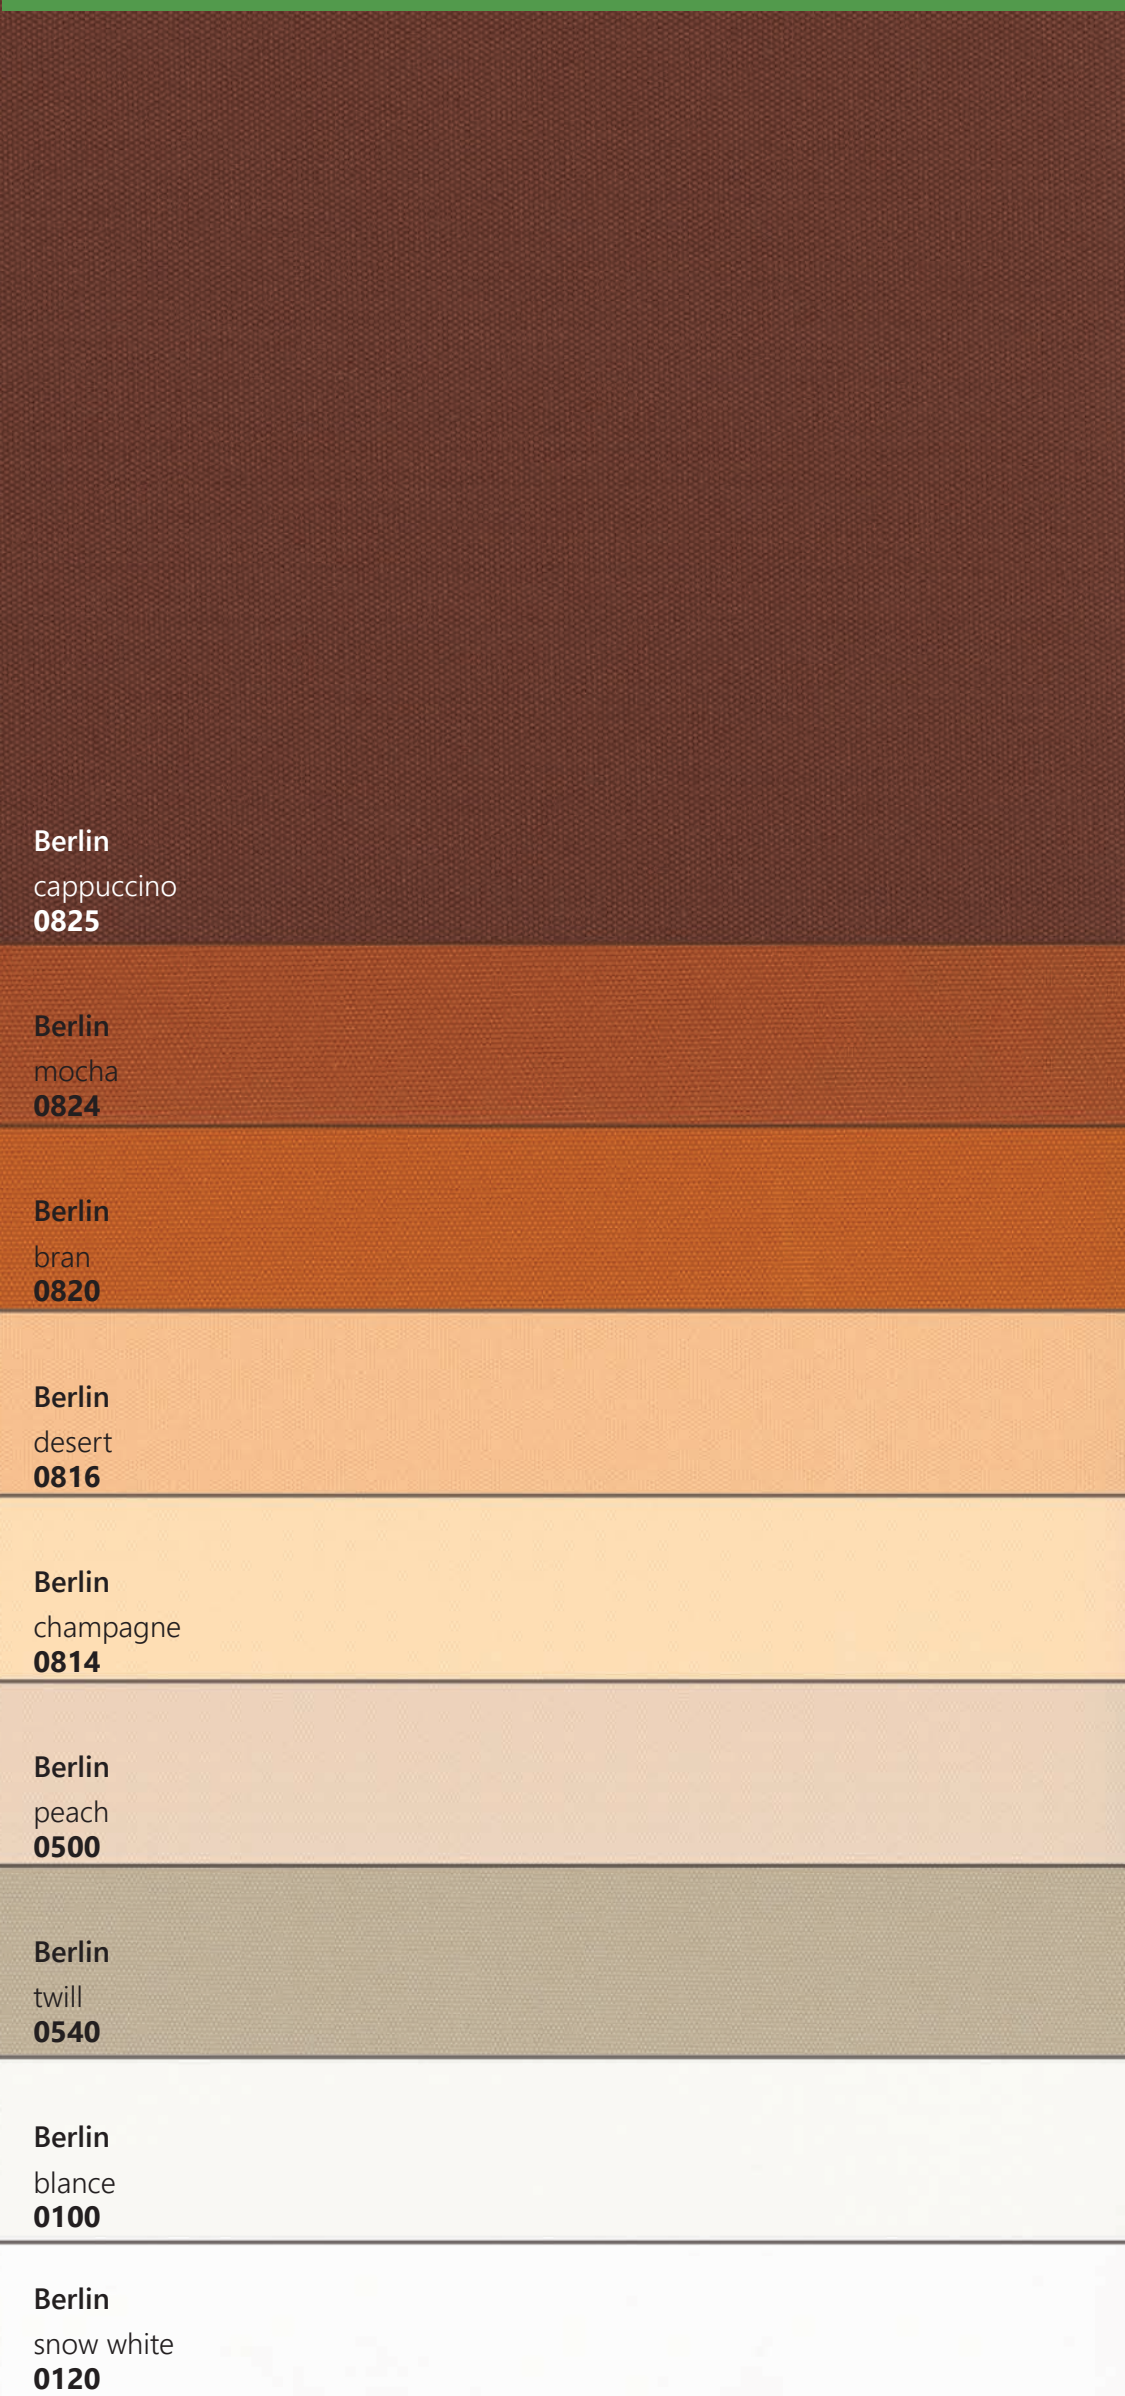 Berlin
cappuccino
0825
Berlin
mocha
0824
Berlin
bran
0820
Berlin
desert
0816
Berlin
champagne
0814
Berlin
peach
0500
Berlin
twill
0540
Berlin
blance
0100
Berlin
snow white
0120